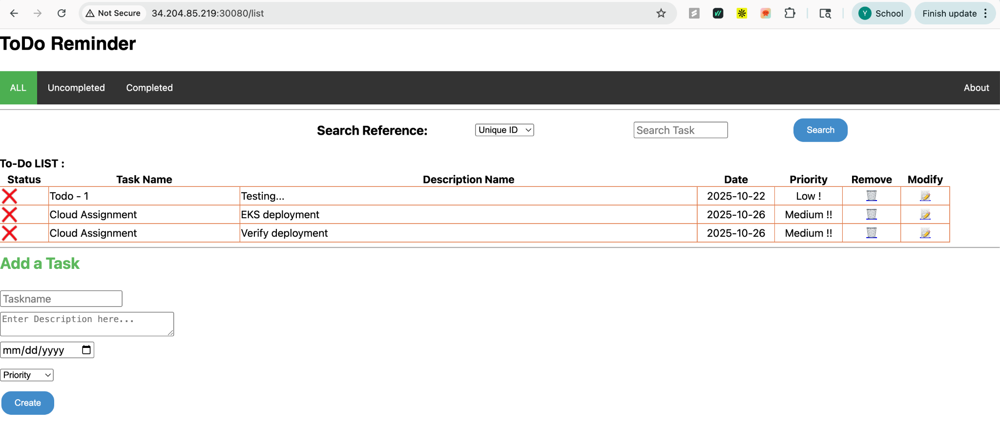 Not Secure 34.204.85.219:30080/list Y School Finish update
ToDo Reminder
ALL Uncompleted Completed About
Search Reference: Unique ID Search Task Search
To-Do LIST :
Status Task Name Description Name Date Priority Remove Modify
Todo - 1 Testing... 2025-10-22 Low !
Cloud Assignment EKS deployment 2025-10-26 Medium !!
Cloud Assignment Verify deployment 2025-10-26 Medium !!
Add a Task
Taskname
Enter Description here...
mm/dd/yyyy
Priority
Create